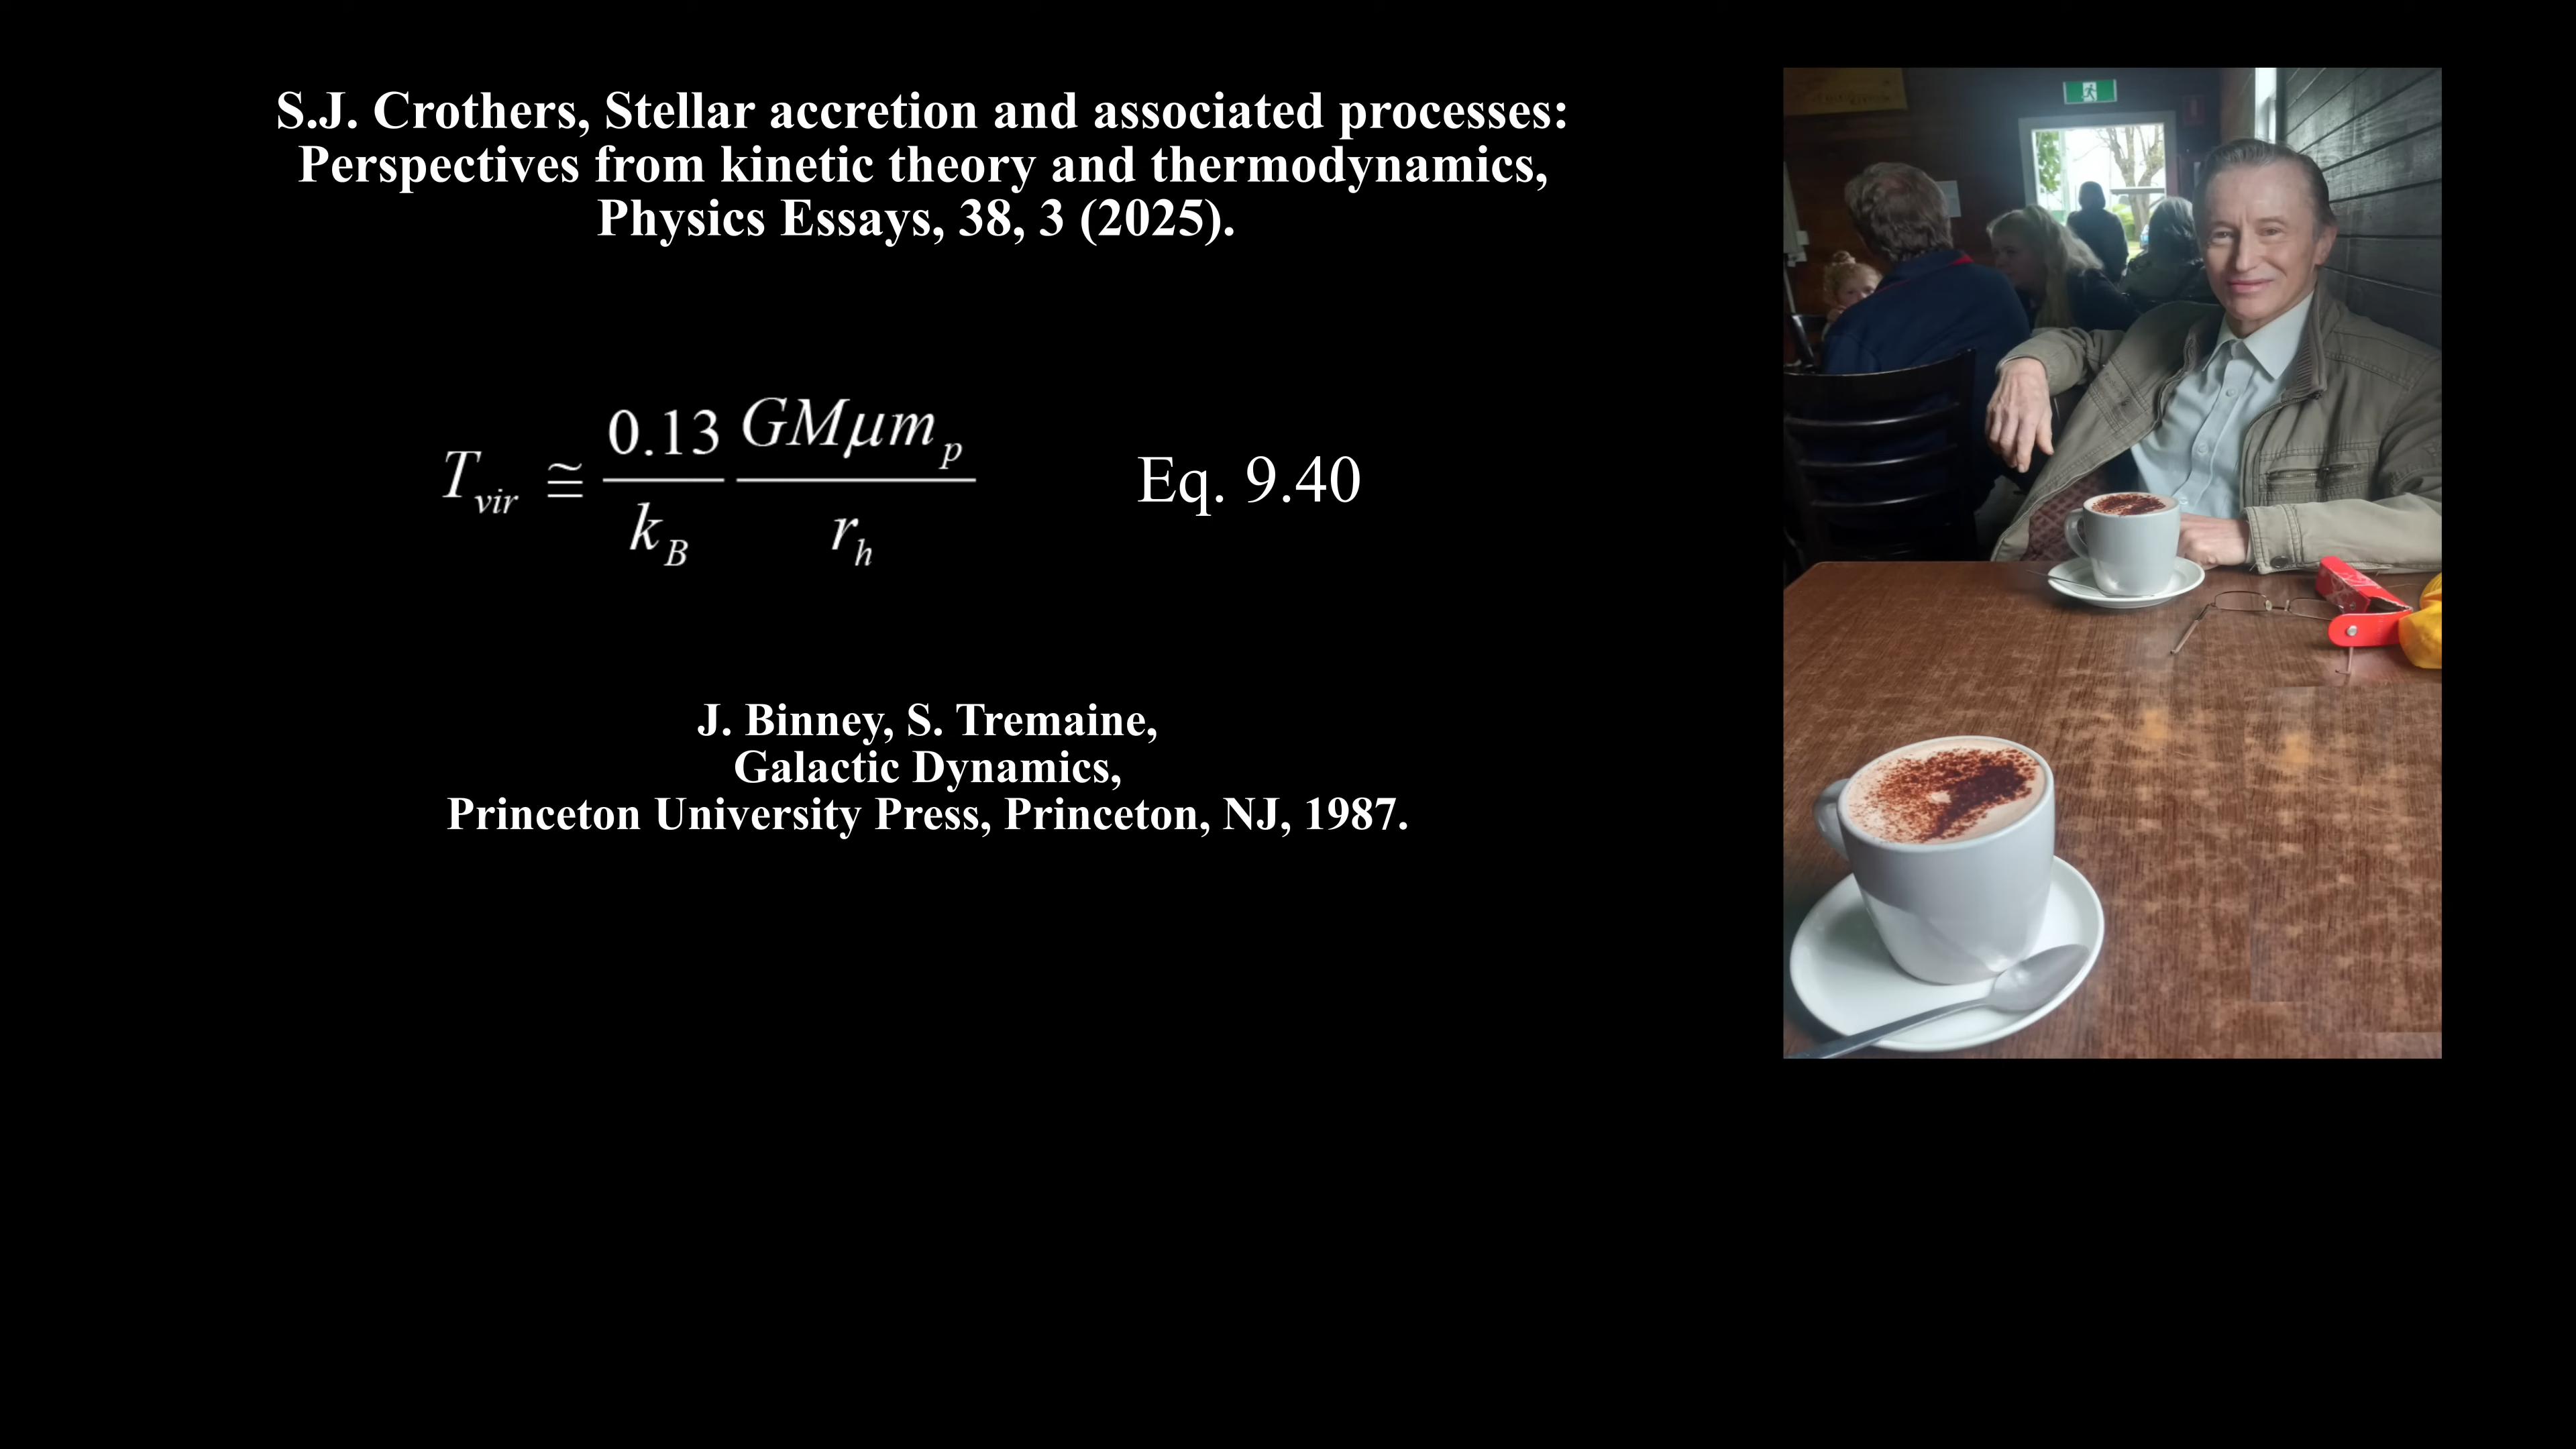 S.J. Crothers, Stellar accretion and associated processes:
Perspectives from kinetic theory and thermodynamics,
Physics Essays, 38, 3 (2025).
T_vir ≅ 0.13/k_B GMμm_p/r_h Eq. 9.40
J. Binney, S. Tremaine,
Galactic Dynamics,
Princeton University Press, Princeton, NJ, 1987.